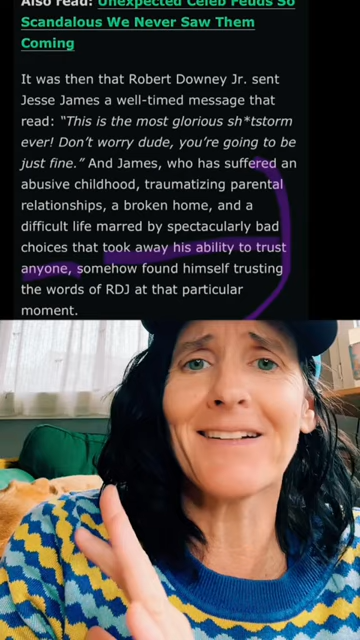 Also read: Unexpected Celeb Feuds So
Scandalous We Never Saw Them
Coming
It was then that Robert Downey Jr. sent
Jesse James a well-timed message that
read: “This is the most glorious sh*tstorm
ever! Don’t worry dude, you’re going to be
just fine.” And James, who has suffered an
abusive childhood, traumatizing parental
relationships, a broken home, and a
difficult life marred by spectacularly bad
choices that took away his ability to trust
anyone, somehow found himself trusting
the words of RDJ at that particular
moment.